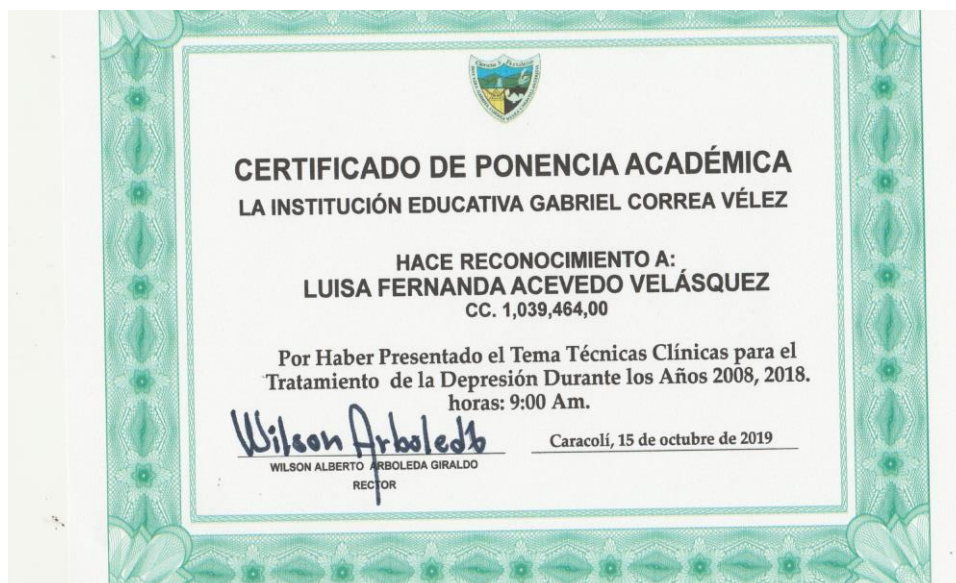 CERTIFICADO DE PONENCIA ACADÉMICA
LA INSTITUCIÓN EDUCATIVA GABRIEL CORREA VÉLEZ
HACE RECONOCIMIENTO A:
LUISA FERNANDA ACEVEDO VELÁSQUEZ
CC. 1,039,464,00
Por Haber Presentado el Tema Técnicas Clínicas para el
Tratamiento de la Depresión Durante los Años 2008, 2018.
horas: 9:00 Am.
Wilson Arboleda
Caracolí, 15 de octubre de 2019
WILSON ALBERTO ARBOLEDA GIRALDO
RECTOR